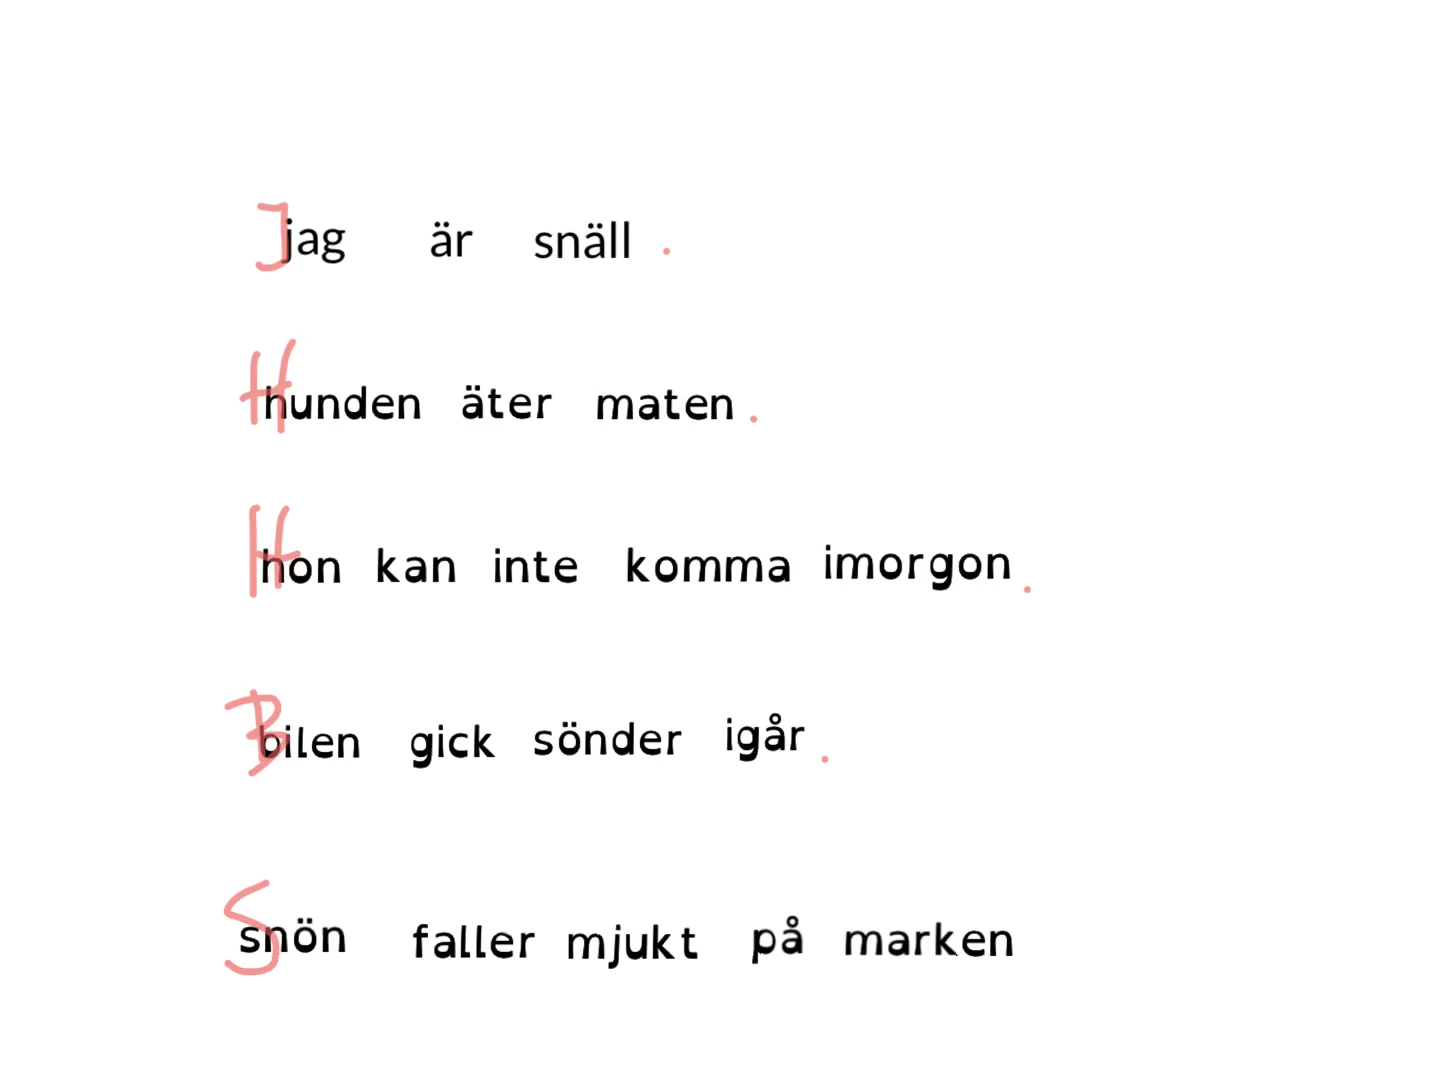 Jag är snäll.
Hunden äter maten.
Hon kan inte komma imorgon.
Bilen gick sönder igår.
Snön faller mjukt på marken